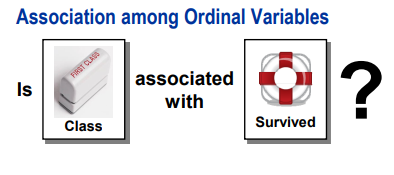 Association among Ordinal Variables
Is
FIRST CLASS
Class
associated
with
Survived
?